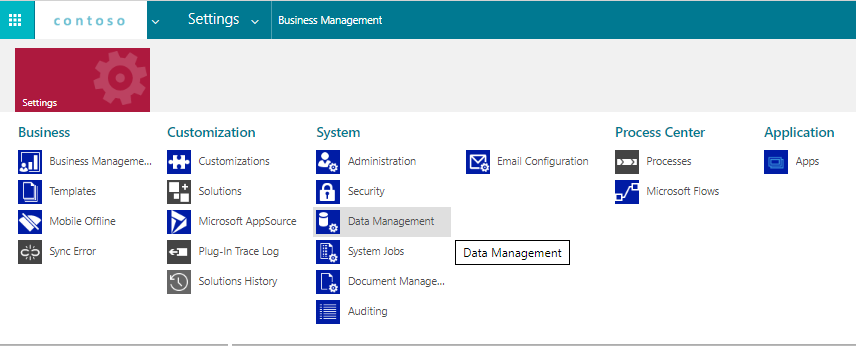 contoso
Settings
Business Management
Settings
Business
Business Manageme...
Templates
Mobile Offline
Sync Error
Customization
Customizations
Solutions
Microsoft AppSource
Plug-In Trace Log
Solutions History
System
Administration
Security
Data Management
System Jobs
Document Manage...
Auditing
Email Configuration
Data Management
Process Center
Processes
Microsoft Flows
Application
Apps